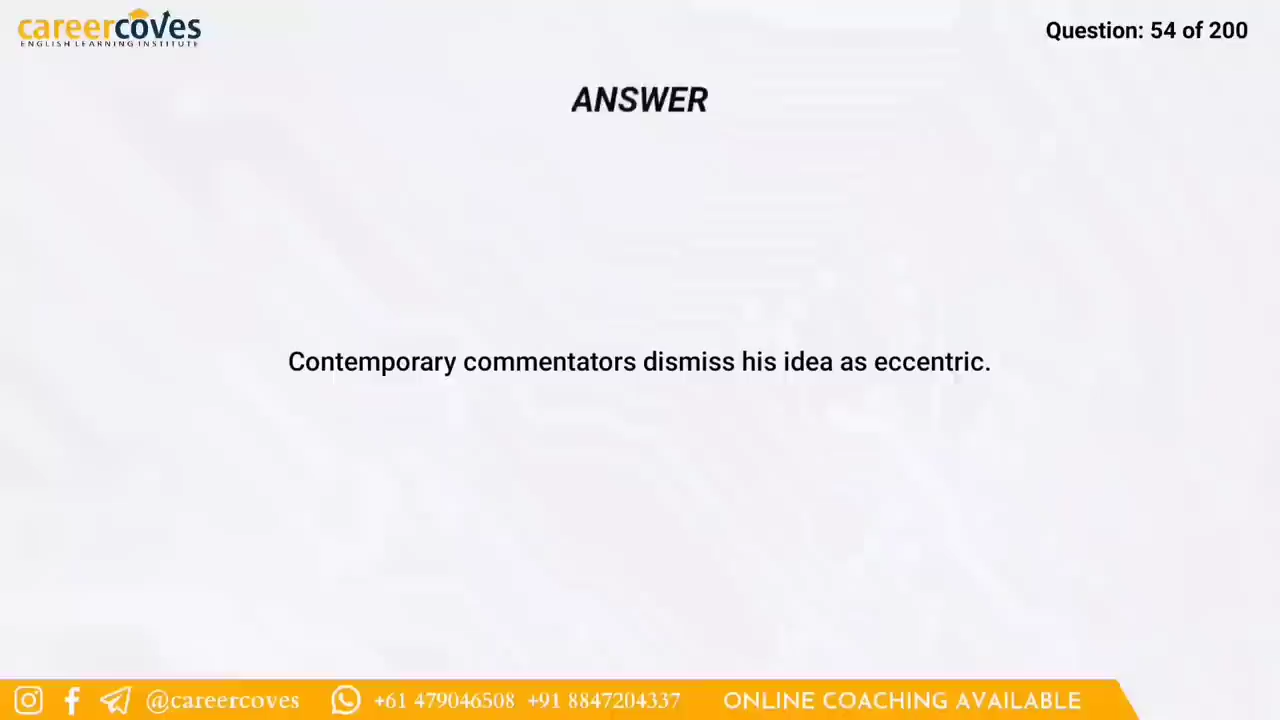 careercoves
ENGLISH LEARNING INSTITUTE
Question: 54 of 200
ANSWER
Contemporary commentators dismiss his idea as eccentric.
@careercoves +61 479046508 +91 8847204337 ONLINE COACHING AVAILABLE